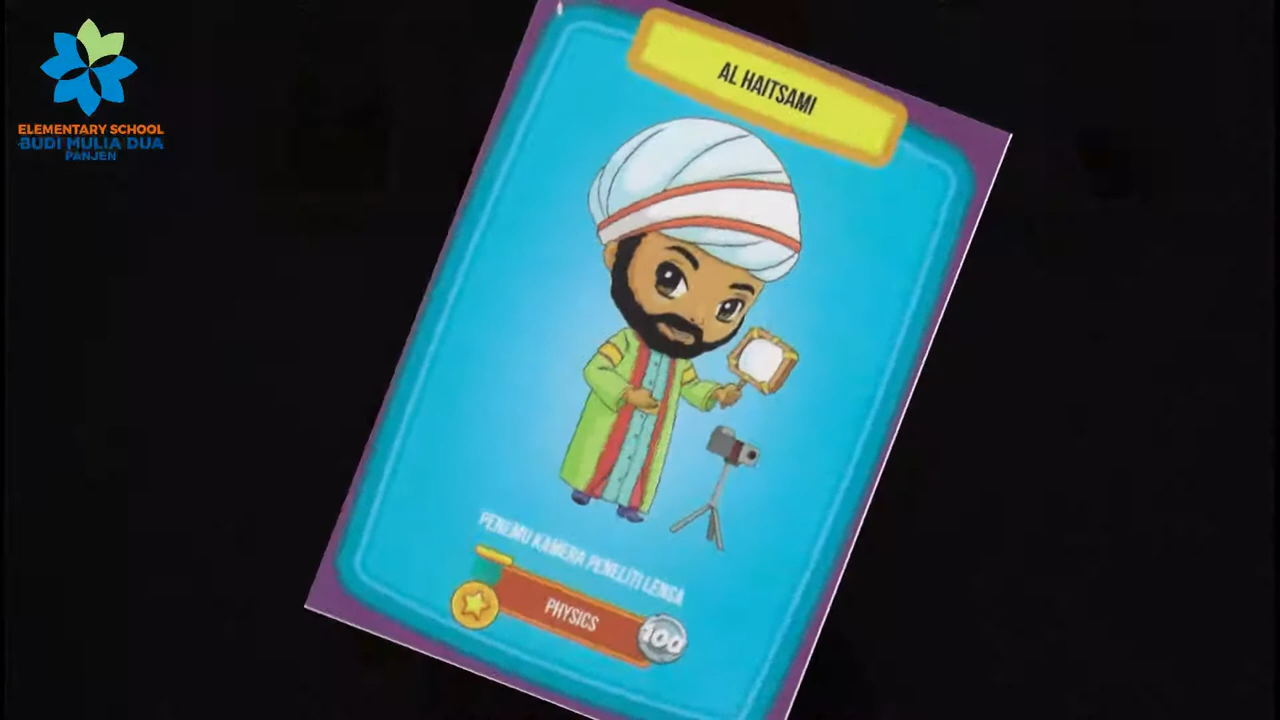 ELEMENTARY SCHOOL
BUDI MULIA DUA
PANJEN
AL HAITSAMI
PENEMU KAMERA PENELITI LENSA
PHYSICS
100